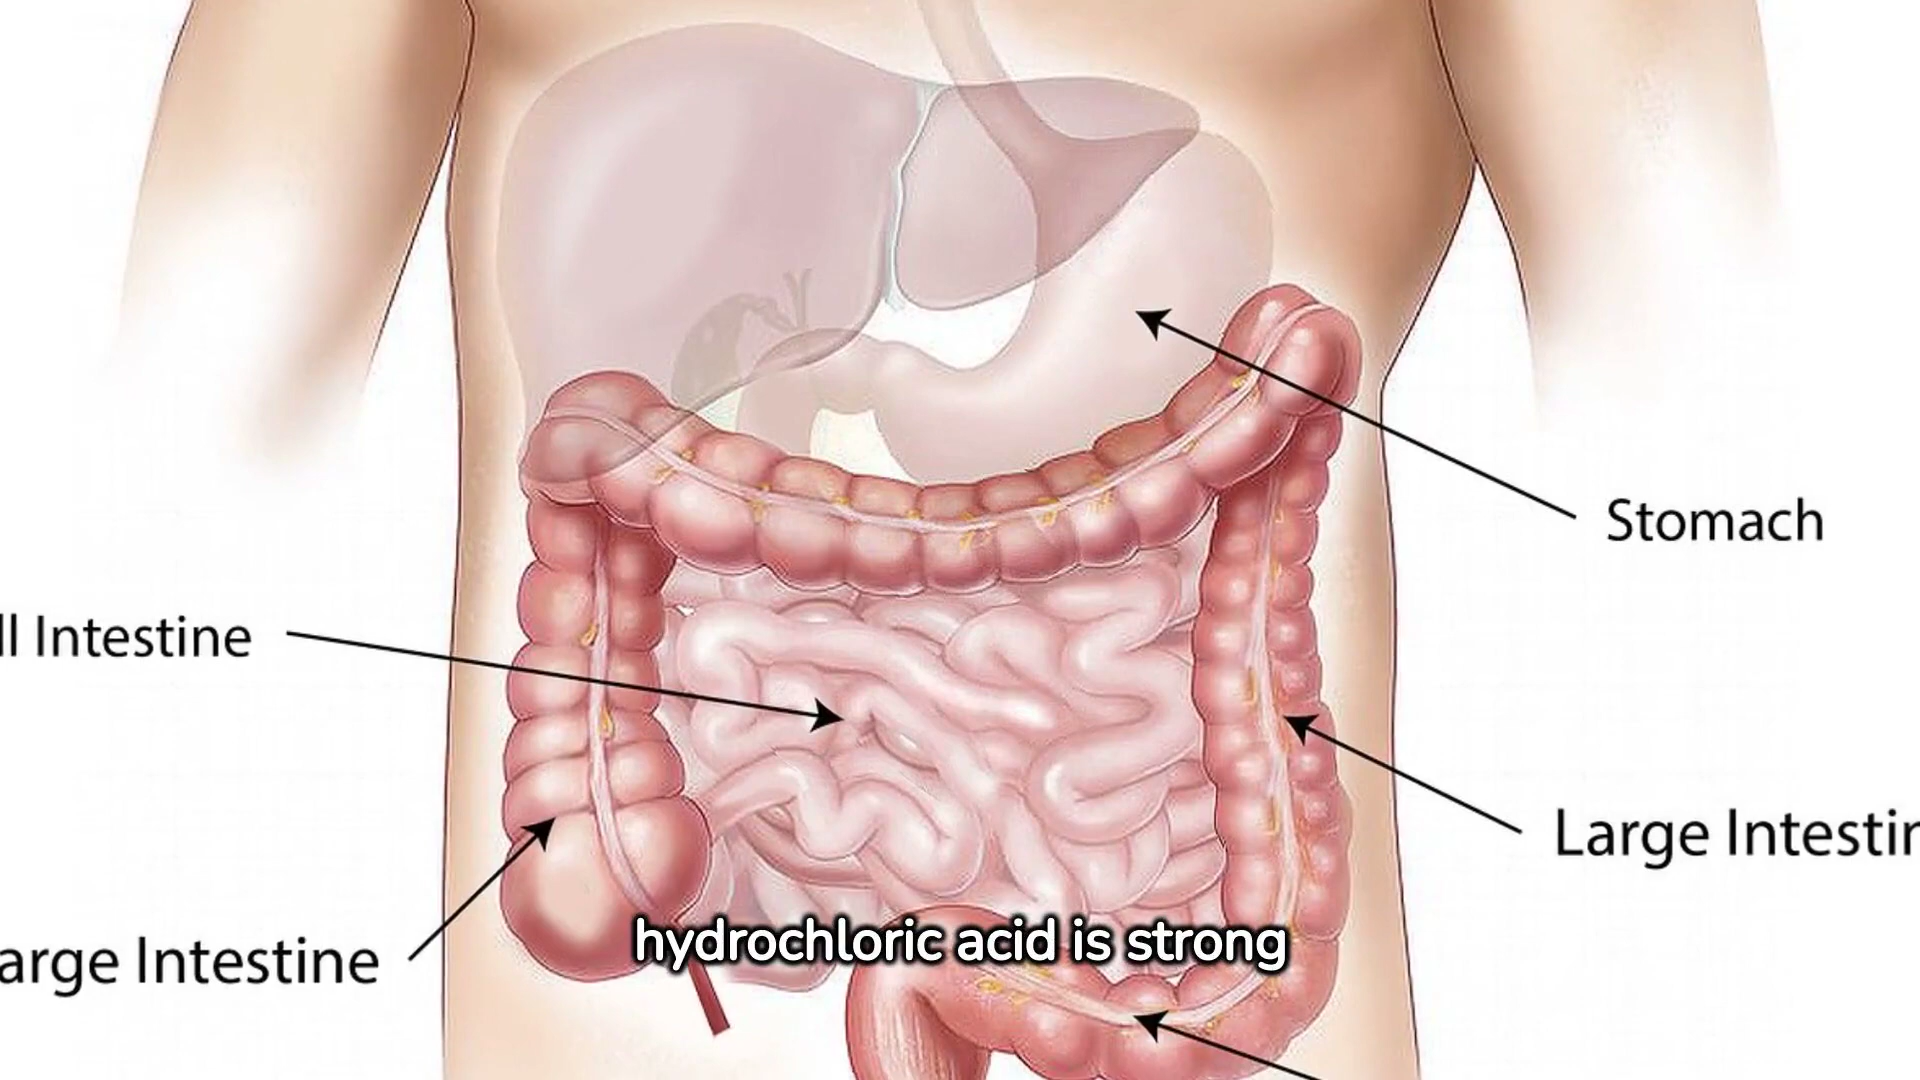 Stomach
ll Intestine
Large Intestin
arge Intestine
hydrochloric acid is strong